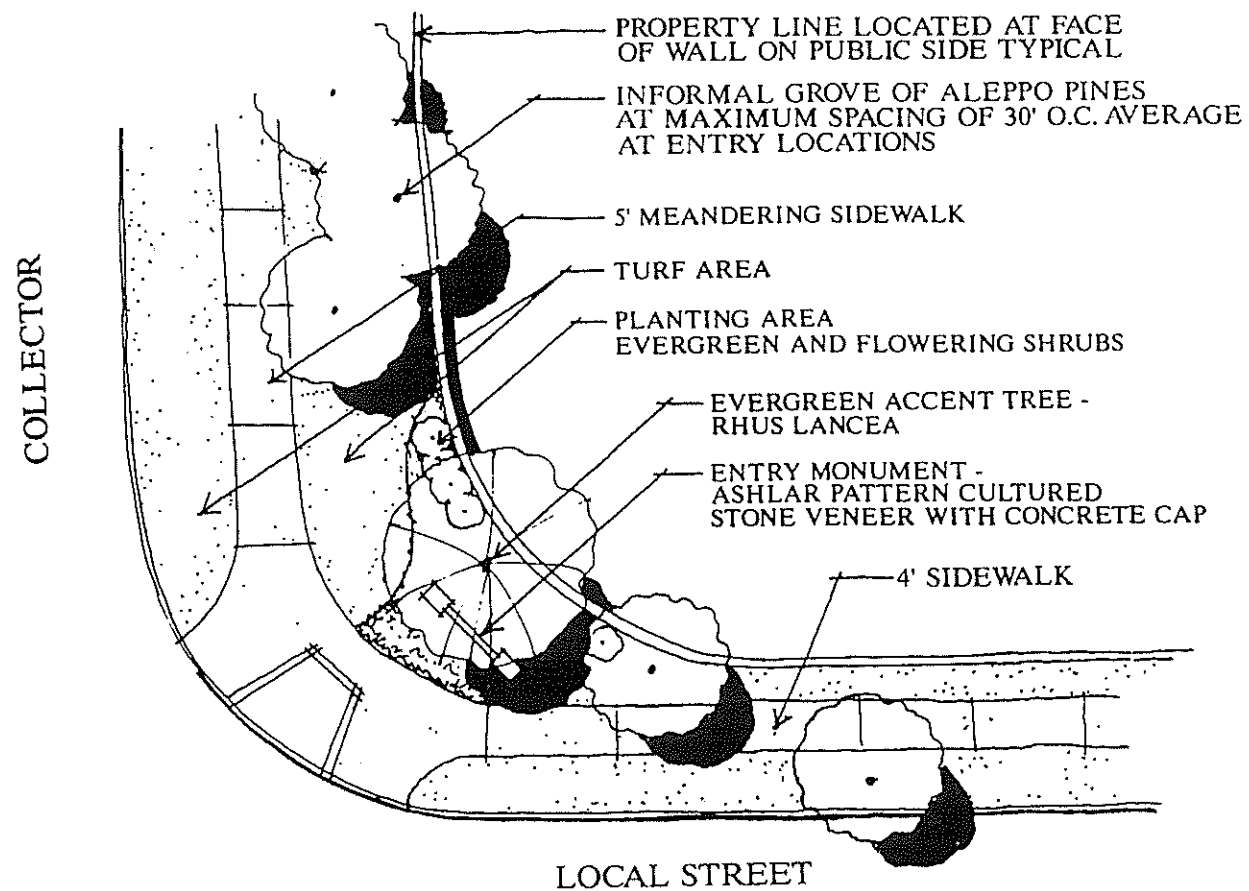 PROPERTY LINE LOCATED AT FACE
OF WALL ON PUBLIC SIDE TYPICAL
INFORMAL GROVE OF ALEPPO PINES
AT MAXIMUM SPACING OF 30' O.C. AVERAGE
AT ENTRY LOCATIONS
5' MEANDERING SIDEWALK
TURF AREA
PLANTING AREA
EVERGREEN AND FLOWERING SHRUBS
EVERGREEN ACCENT TREE -
RHUS LANCEA
ENTRY MONUMENT -
ASHLAR PATTERN CULTURED
STONE VENEER WITH CONCRETE CAP
4' SIDEWALK
COLLECTOR
LOCAL STREET